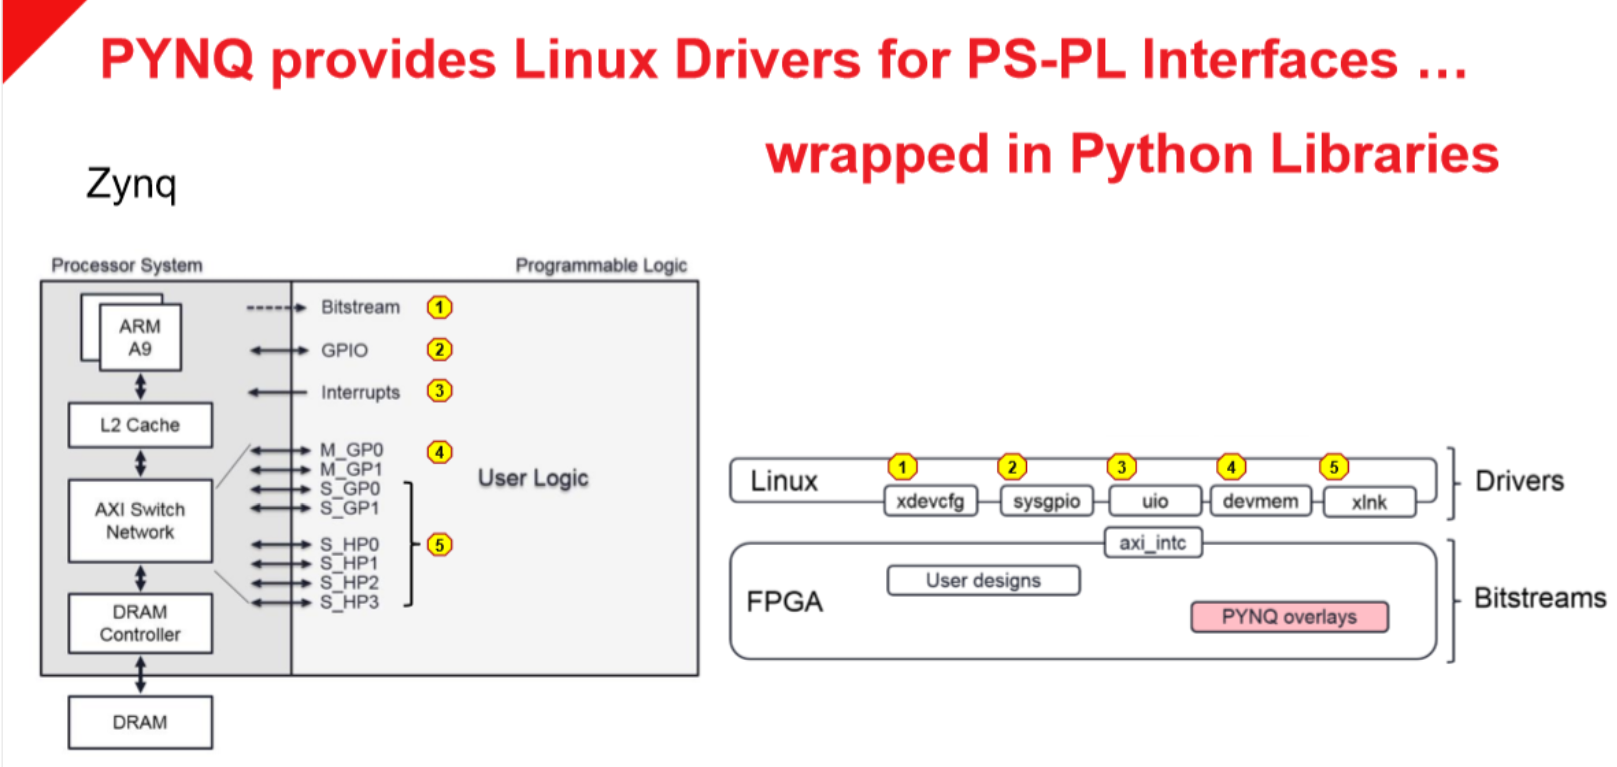 PYNQ provides Linux Drivers for PS-PL Interfaces ...
wrapped in Python Libraries
Zynq
Processor System
Programmable Logic
ARM
A9
L2 Cache
AXI Switch
Network
DRAM
Controller
DRAM
Bitstream 1
GPIO 2
Interrupts 3
M_GP0 4
M_GP1
S_GP0
S_GP1
S_HP0 5
S_HP1
S_HP2
S_HP3
User Logic
1 2 3 4 5
Linux
xdevcfg sysgpio uio devmem xlnk
Drivers
axi_intc
User designs
FPGA
PYNQ overlays
Bitstreams